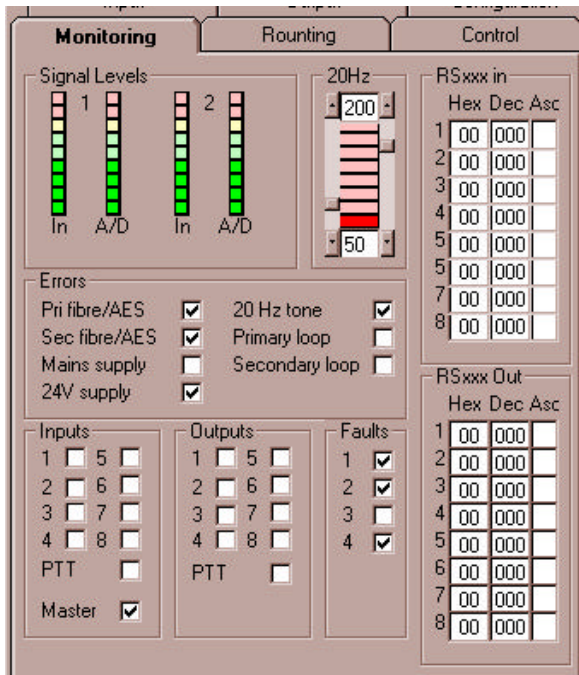 Input Output Configuration
Monitoring Rounting Control
Signal Levels
1 2
In A/D In A/D
20Hz
200
50
RSxxx in
Hex Dec Asc
1 00 000
2 00 000
3 00 000
4 00 000
5 00 000
5 00 000
7 00 000
8 00 000
Errors
Pri fibre/AES 20 Hz tone
Sec fibre/AES Primary loop
Mains supply Secondary loop
24V supply
RSxxx Out
Hex Dec Asc
1 00 000
2 00 000
3 00 000
4 00 000
5 00 000
6 00 000
7 00 000
8 00 000
Inputs
1 5
2 6
3 7
4 8
PTT
Master
Outputs
1 5
2 6
3 7
4 8
PTT
Faults
1
2
3
4